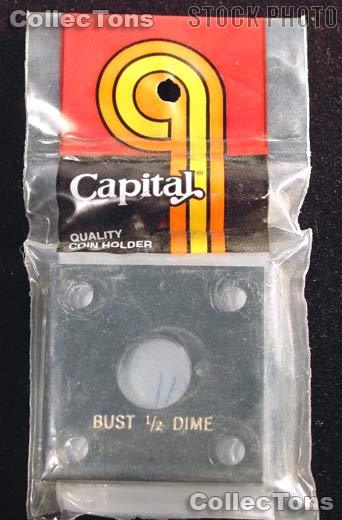 CollecTons
STOCK PHOTO
Capital®
QUALITY
COIN HOLDER
BUST ½ DIME
CollecTons